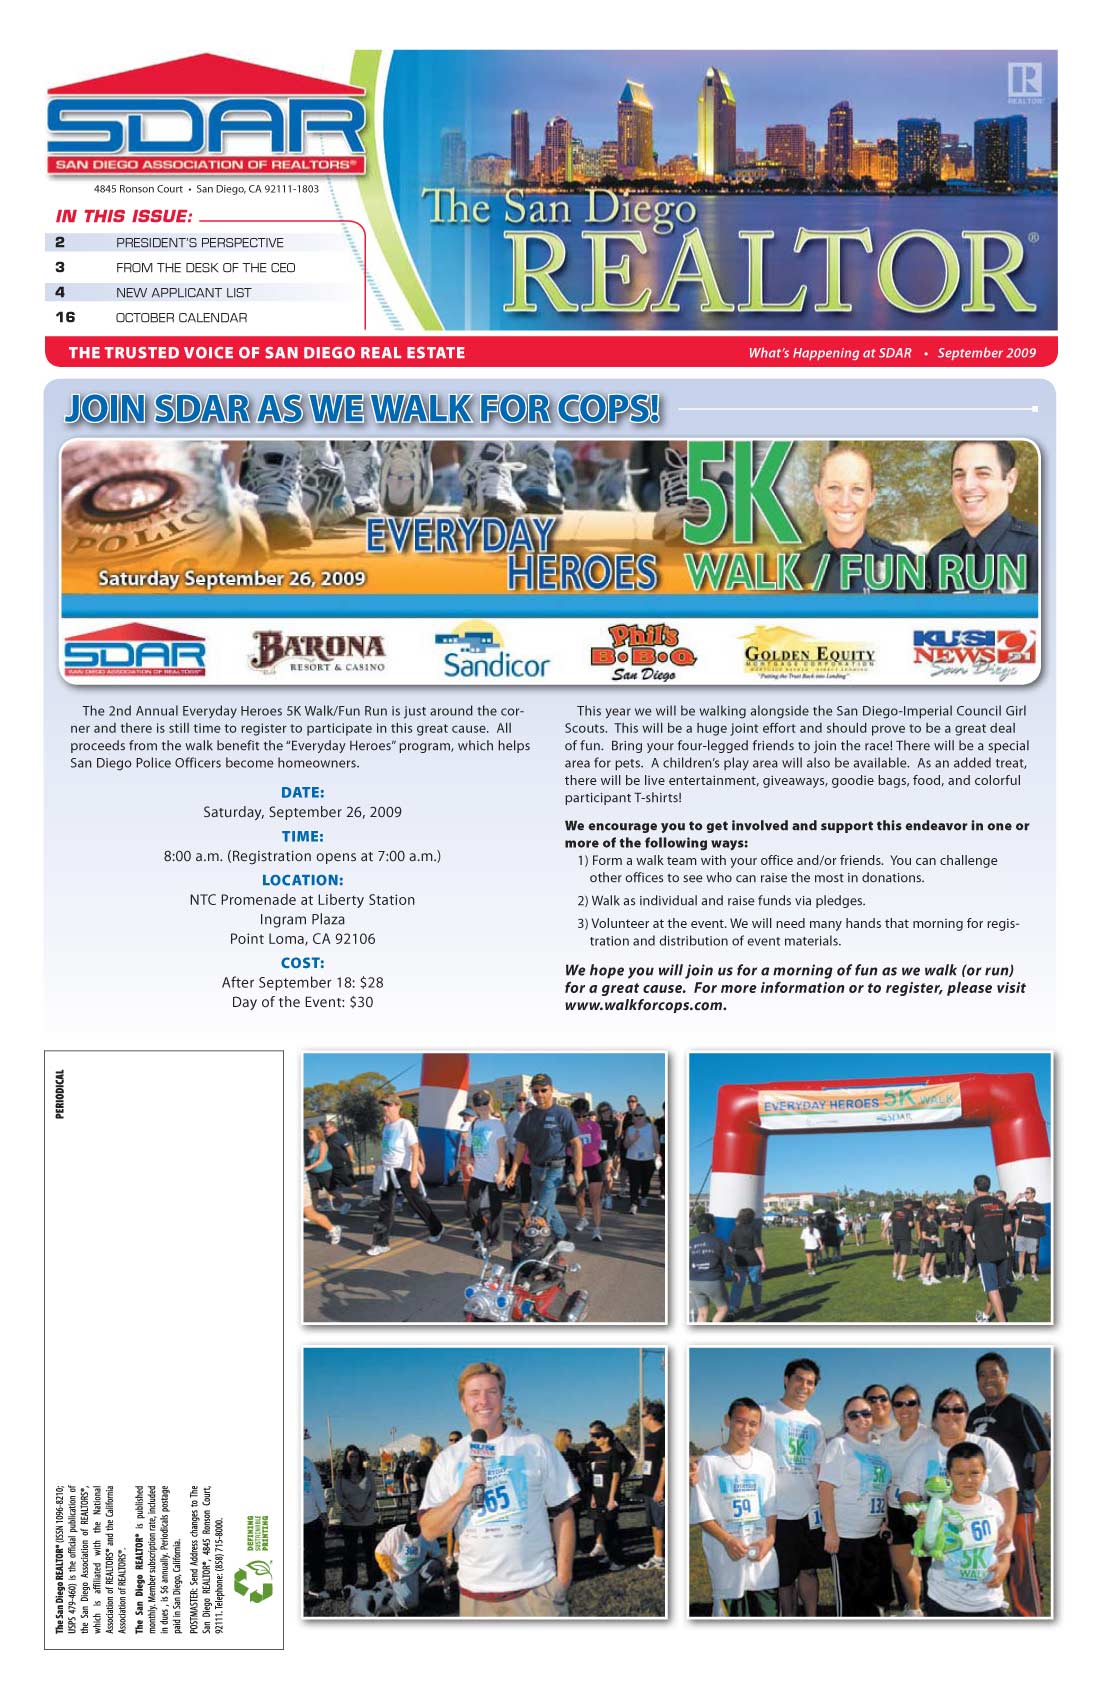 SDAR
SAN DIEGO ASSOCIATION OF REALTORS®
4845 Ronson Court • San Diego, CA 92111-1803
IN THIS ISSUE:
2 PRESIDENT'S PERSPECTIVE
3 FROM THE DESK OF THE CEO
4 NEW APPLICANT LIST
16 OCTOBER CALENDAR
R
REALTOR®
The San Diego
REALTOR®
THE TRUSTED VOICE OF SAN DIEGO REAL ESTATE
What's Happening at SDAR • September 2009
JOIN SDAR AS WE WALK FOR COPS!
POLIC
Saturday September 26, 2009
EVERYDAY
HEROES
5K
WALK / FUN RUN
SDAR
SAN DIEGO ASSOCIATION OF REALTORS®
BARONA
RESORT & CASINO
Sandicor
Phil's
B•B•Q
San Diego
GOLDEN EQUITY
MORTGAGE CORPORATION
"Putting the Trust Back into Lending"
KUSI
NEWS
San Diego
The 2nd Annual Everyday Heroes 5K Walk/Fun Run is just around the cor-
ner and there is still time to register to participate in this great cause. All
proceeds from the walk benefit the "Everyday Heroes" program, which helps
San Diego Police Officers become homeowners.
DATE:
Saturday, September 26, 2009
TIME:
8:00 a.m. (Registration opens at 7:00 a.m.)
LOCATION:
NTC Promenade at Liberty Station
Ingram Plaza
Point Loma, CA 92106
COST:
After September 18: $28
Day of the Event: $30
This year we will be walking alongside the San Diego-Imperial Council Girl
Scouts. This will be a huge joint effort and should prove to be a great deal
of fun. Bring your four-legged friends to join the race! There will be a special
area for pets. A children's play area will also be available. As an added treat,
there will be live entertainment, giveaways, goodie bags, food, and colorful
participant T-shirts!
We encourage you to get involved and support this endeavor in one or
more of the following ways:
1) Form a walk team with your office and/or friends. You can challenge
other offices to see who can raise the most in donations.
2) Walk as individual and raise funds via pledges.
3) Volunteer at the event. We will need many hands that morning for regis-
tration and distribution of event materials.
We hope you will join us for a morning of fun as we walk (or run)
for a great cause. For more information or to register, please visit
www.walkforcops.com.
PERIODICAL
The San Diego REALTOR® (ISSN 1096-8210;
USPS 479-460) is the official publication of
the San Diego Association of REALTORS®,
which is affiliated with the National
Association of REALTORS® and the California
Association of REALTORS®.
The San Diego REALTOR® is published
monthly. Member subscription rate, included
in dues , is $6 annually. Periodicals postage
paid in San Diego, California.
POSTMASTER: Send Address changes to The
San Diego REALTOR®, 4845 Ronson Court,
92111. Telephone: (858) 715-8000.
DEFINING
SUSTAINABLE
PRINTING
EVERYDAY HEROES 5K WALK
SDAR
KUSI
NEWS
365
59
5K
132
60
5K